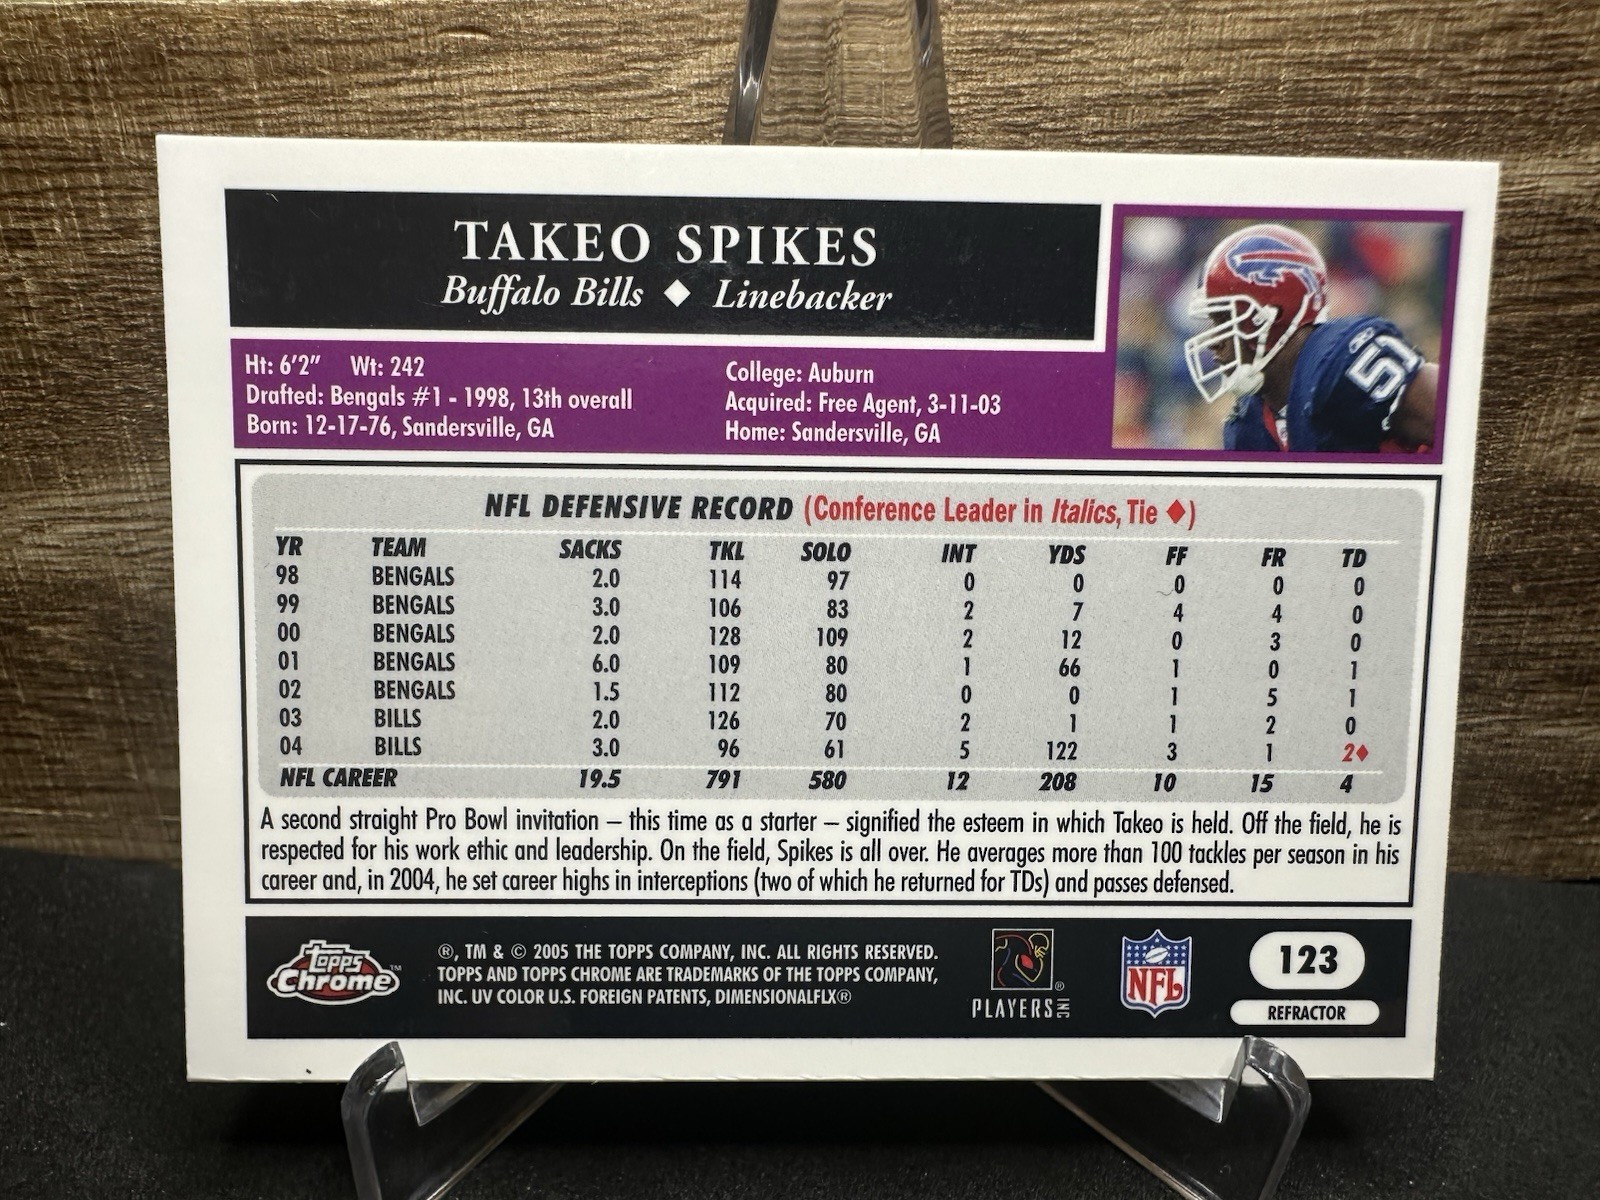 TAKEO SPIKES
Buffalo Bills ◆ Linebacker
Ht: 6'2" Wt: 242
Drafted: Bengals #1 - 1998, 13th overall
Born: 12-17-76, Sandersville, GA
College: Auburn
Acquired: Free Agent, 3-11-03
Home: Sandersville, GA
51
NFL DEFENSIVE RECORD (Conference Leader in Italics, Tie ♦)
YR TEAM SACKS TKL SOLO INT YDS FF FR TD
98 BENGALS 2.0 114 97 0 0 0 0 0
99 BENGALS 3.0 106 83 2 7 4 4 0
00 BENGALS 2.0 128 109 2 12 0 3 0
01 BENGALS 6.0 109 80 1 66 1 0 1
02 BENGALS 1.5 112 80 0 0 1 5 1
03 BILLS 2.0 126 70 2 1 1 2 0
04 BILLS 3.0 96 61 5 122 3 1 2♦
NFL CAREER 19.5 791 580 12 208 10 15 4
A second straight Pro Bowl invitation – this time as a starter – signified the esteem in which Takeo is held. Off the field, he is
respected for his work ethic and leadership. On the field, Spikes is all over. He averages more than 100 tackles per season in his
career and, in 2004, he set career highs in interceptions (two of which he returned for TDs) and passes defensed.
topps
Chrome™
®, TM & © 2005 THE TOPPS COMPANY, INC. ALL RIGHTS RESERVED.
TOPPS AND TOPPS CHROME ARE TRADEMARKS OF THE TOPPS COMPANY,
INC. UV COLOR U.S. FOREIGN PATENTS, DIMENSIONALFLX®
PLAYERS INC ®
NFL
123
REFRACTOR